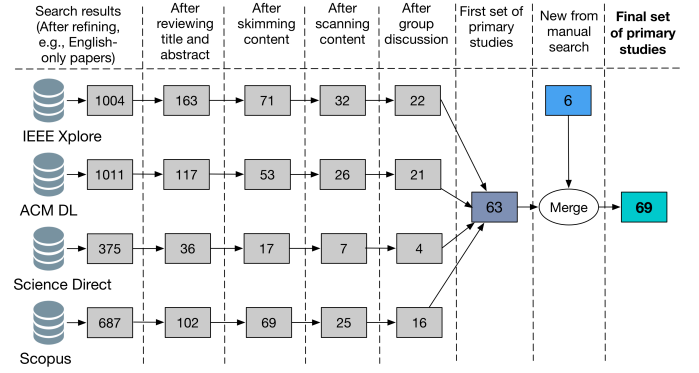 Search results
(After refining,
e.g., English-
only papers)
After
reviewing
title and
abstract
After
skimming
content
After
scanning
content
After
group
discussion
First set of
primary
studies
New from
manual
search
Final set
of primary
studies
1004
163
71
32
22
6
IEEE Xplore
1011
117
53
26
21
63
Merge
69
ACM DL
375
36
17
7
4
Science Direct
687
102
69
25
16
Scopus